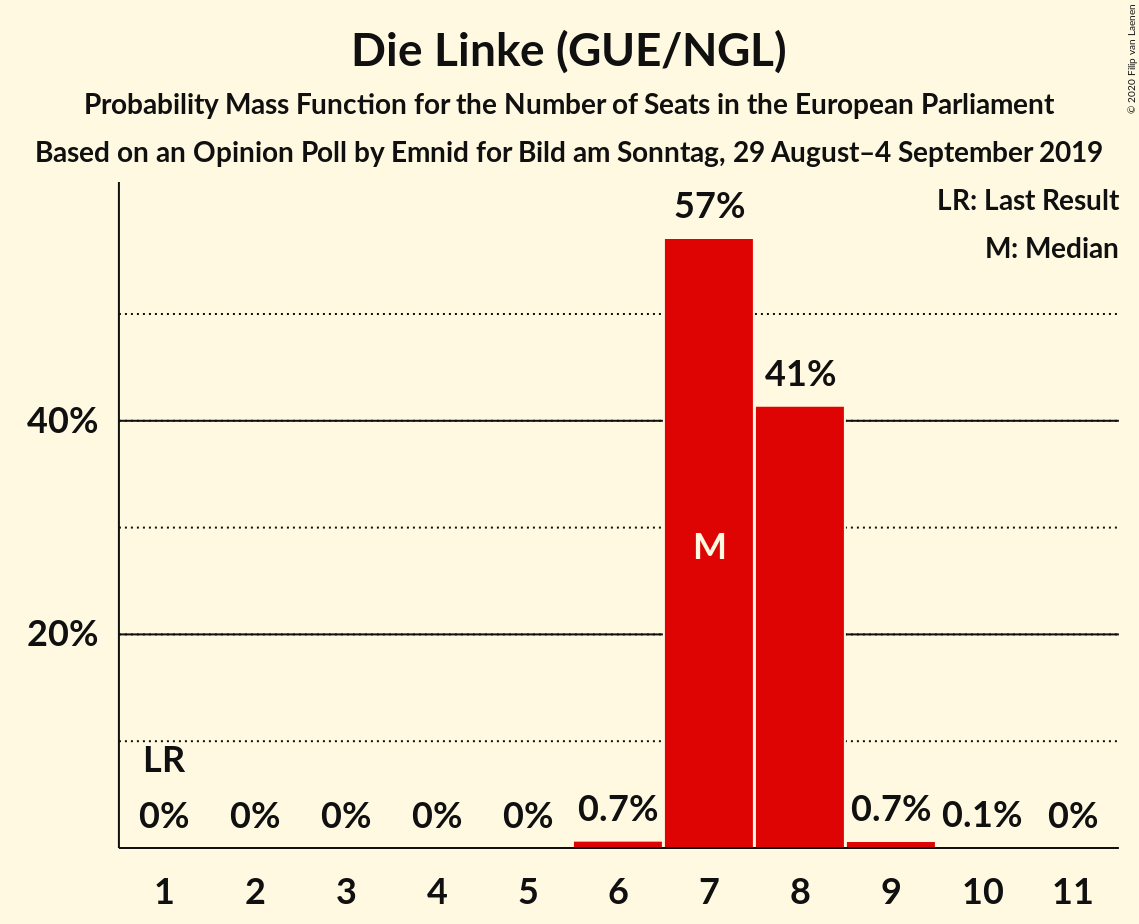 Die Linke (GUE/NGL)
Probability Mass Function for the Number of Seats in the European Parliament
Based on an Opinion Poll by Emnid for Bild am Sonntag, 29 August–4 September 2019
© 2020 Filip van Laenen
LR: Last Result
M: Median
57%
41%
40%
M
20%
LR
0% 0% 0% 0% 0% 0.7% 0.7% 0.1% 0%
1 2 3 4 5 6 7 8 9 10 11